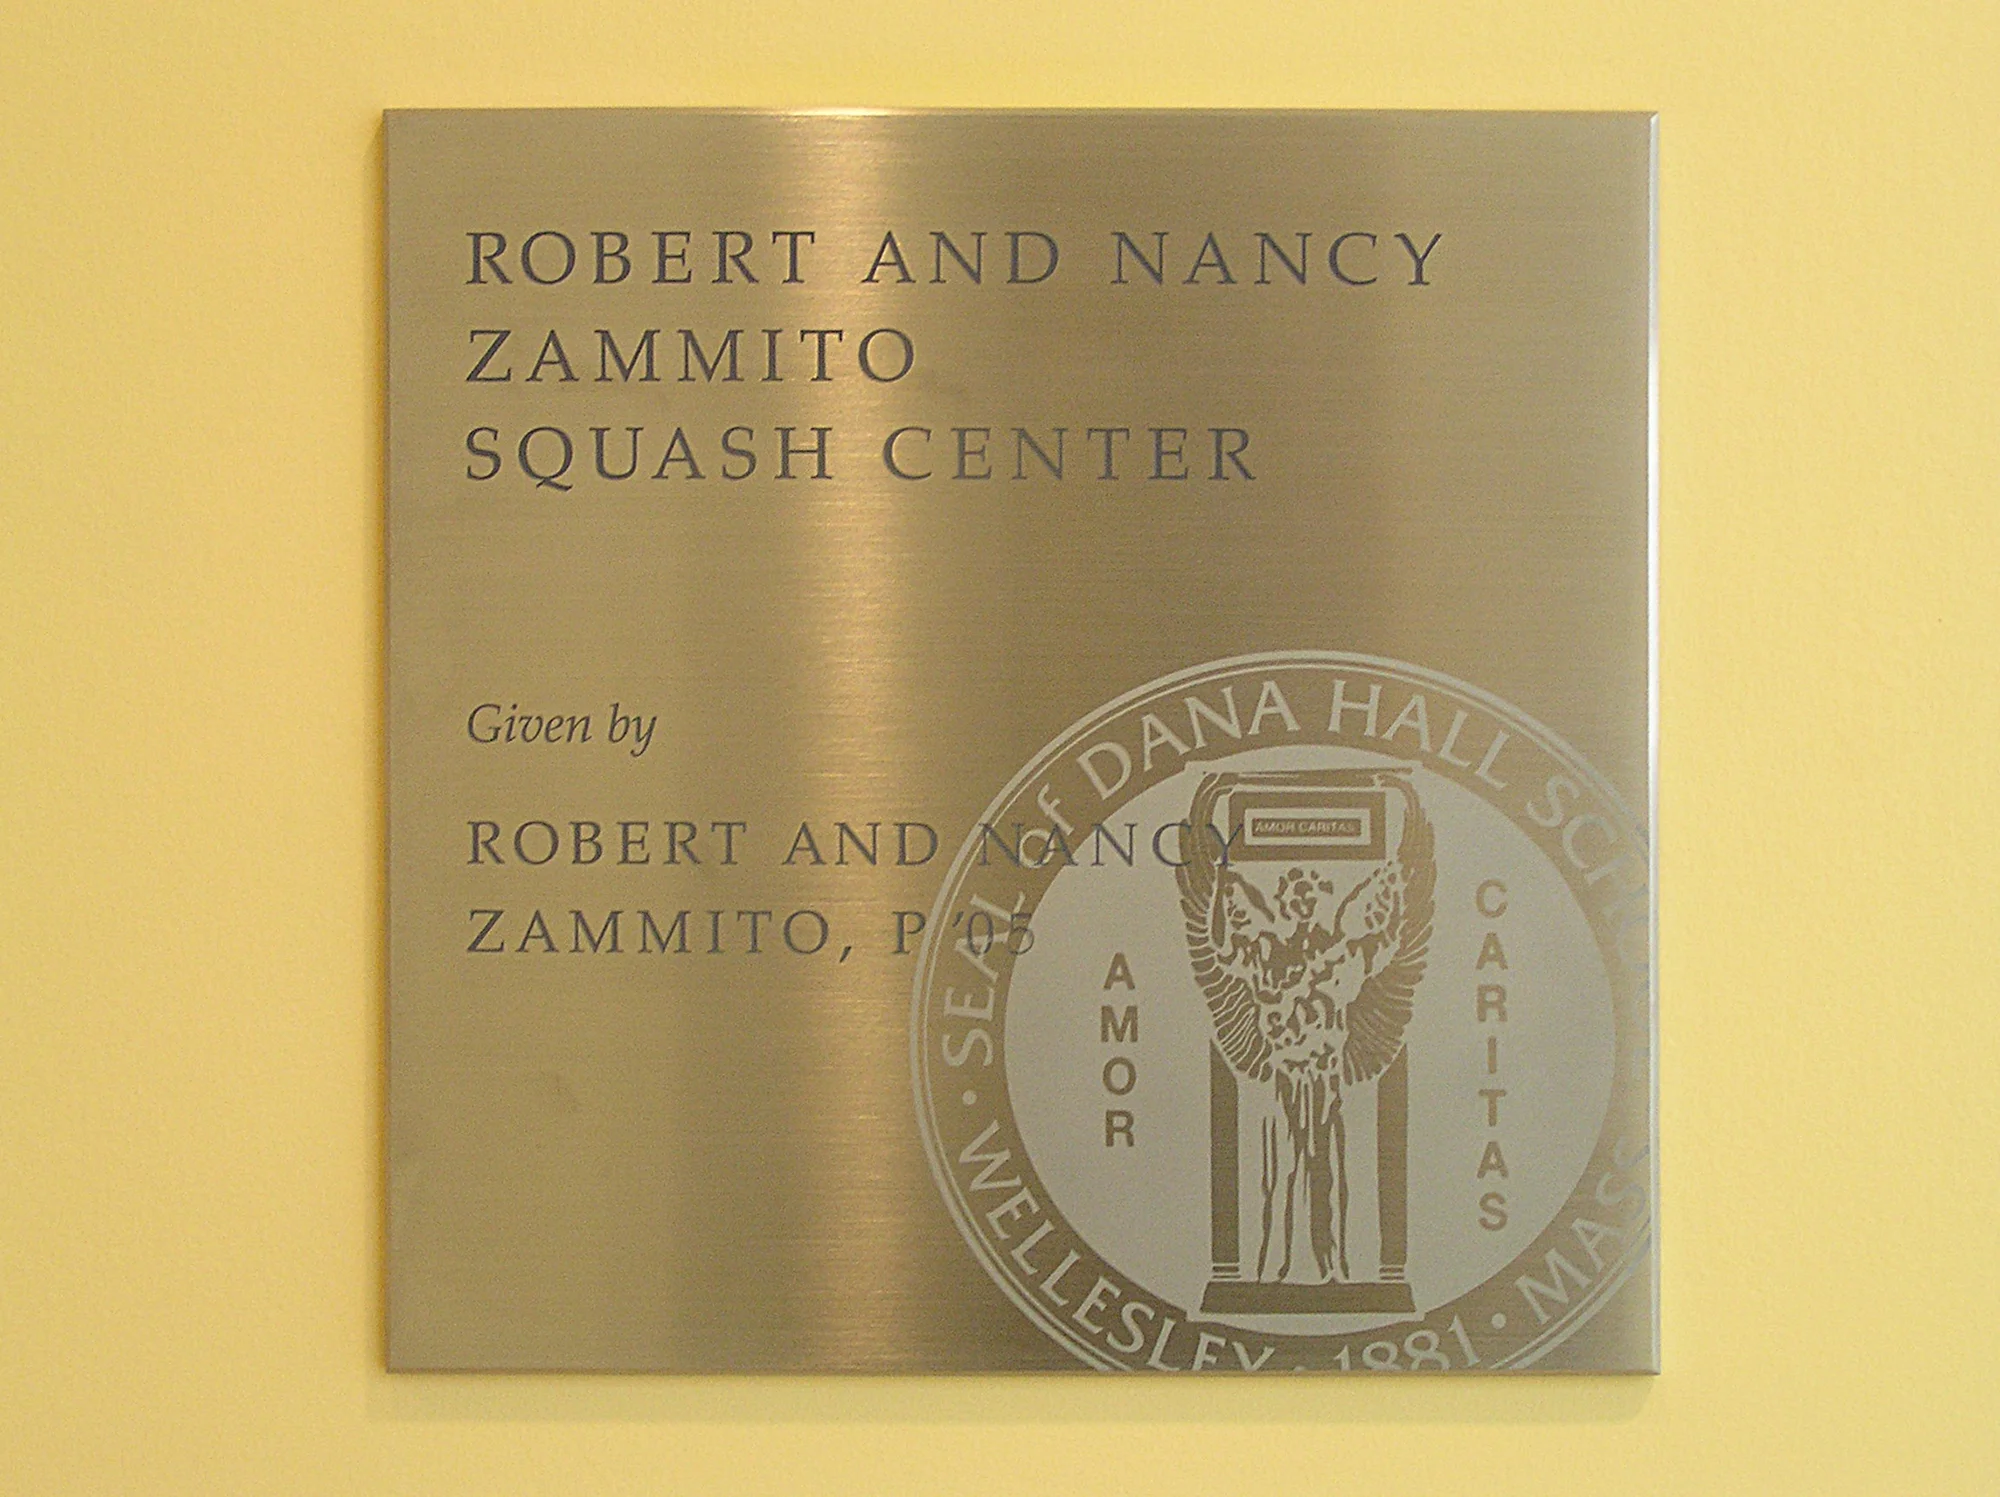 ROBERT AND NANCY
ZAMMITO
SQUASH CENTER
Given by
ROBERT AND NANCY
ZAMMITO, P '05
SEAL of DANA HALL SCH
AMOR CARITAS
AMOR
CARITAS
WELLESLEY • 1881 • MASS